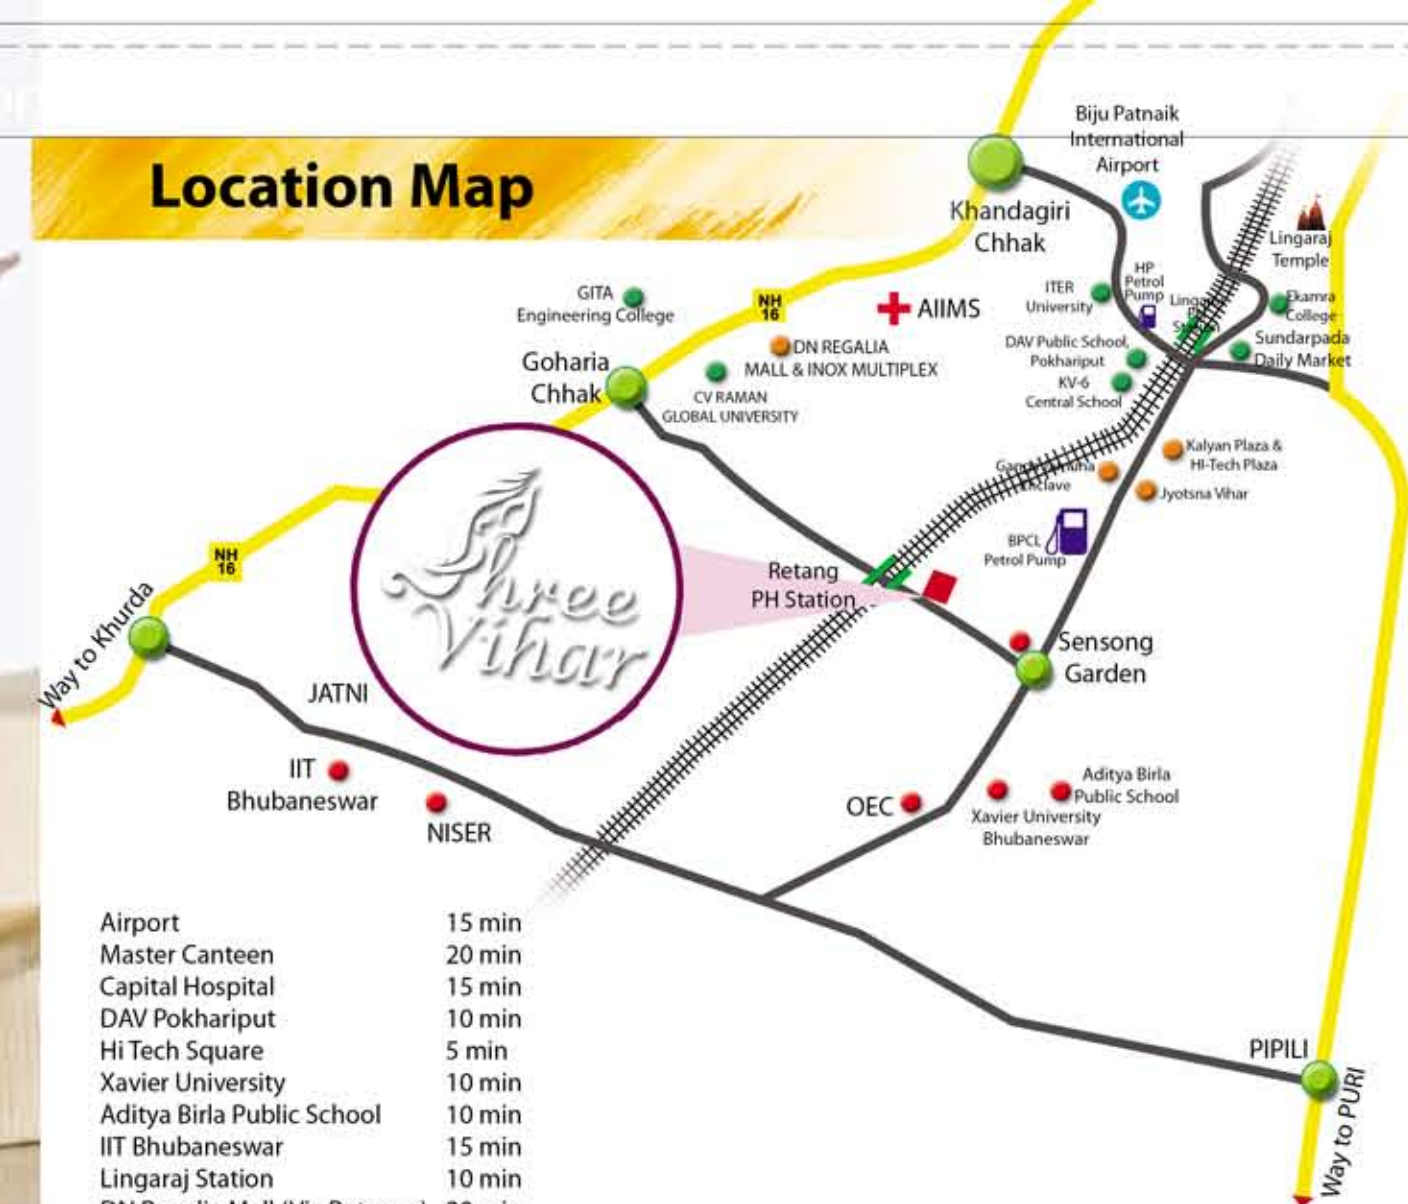 Location Map
Biju Patnaik
International
Airport
Khandagiri
Chhak
Lingaraj
Temple
HP
Petrol
Pump
ITER
University
Ekamra
College
GITA
Engineering College
NH
16
AIIMS
DN REGALIA
MALL & INOX MULTIPLEX
DAV Public School,
Pokhariput
Sundarpada
Daily Market
Goharia
Chhak
CV RAMAN
GLOBAL UNIVERSITY
KV-6
Central School
Kalyan Plaza &
HI-Tech Plaza
Jyotsna Vihar
Shree
Vihar
BPCL
Petrol Pump
NH
16
Retang
PH Station
Way to Khurda
Sensong
Garden
JATNI
IIT
Bhubaneswar
NISER
OEC
Aditya Birla
Public School
Xavier University
Bhubaneswar
Airport 15 min
Master Canteen 20 min
Capital Hospital 15 min
DAV Pokhariput 10 min
Hi Tech Square 5 min
Xavier University 10 min
Aditya Birla Public School 10 min
IIT Bhubaneswar 15 min
Lingaraj Station 10 min
PIPILI
Way to PURI